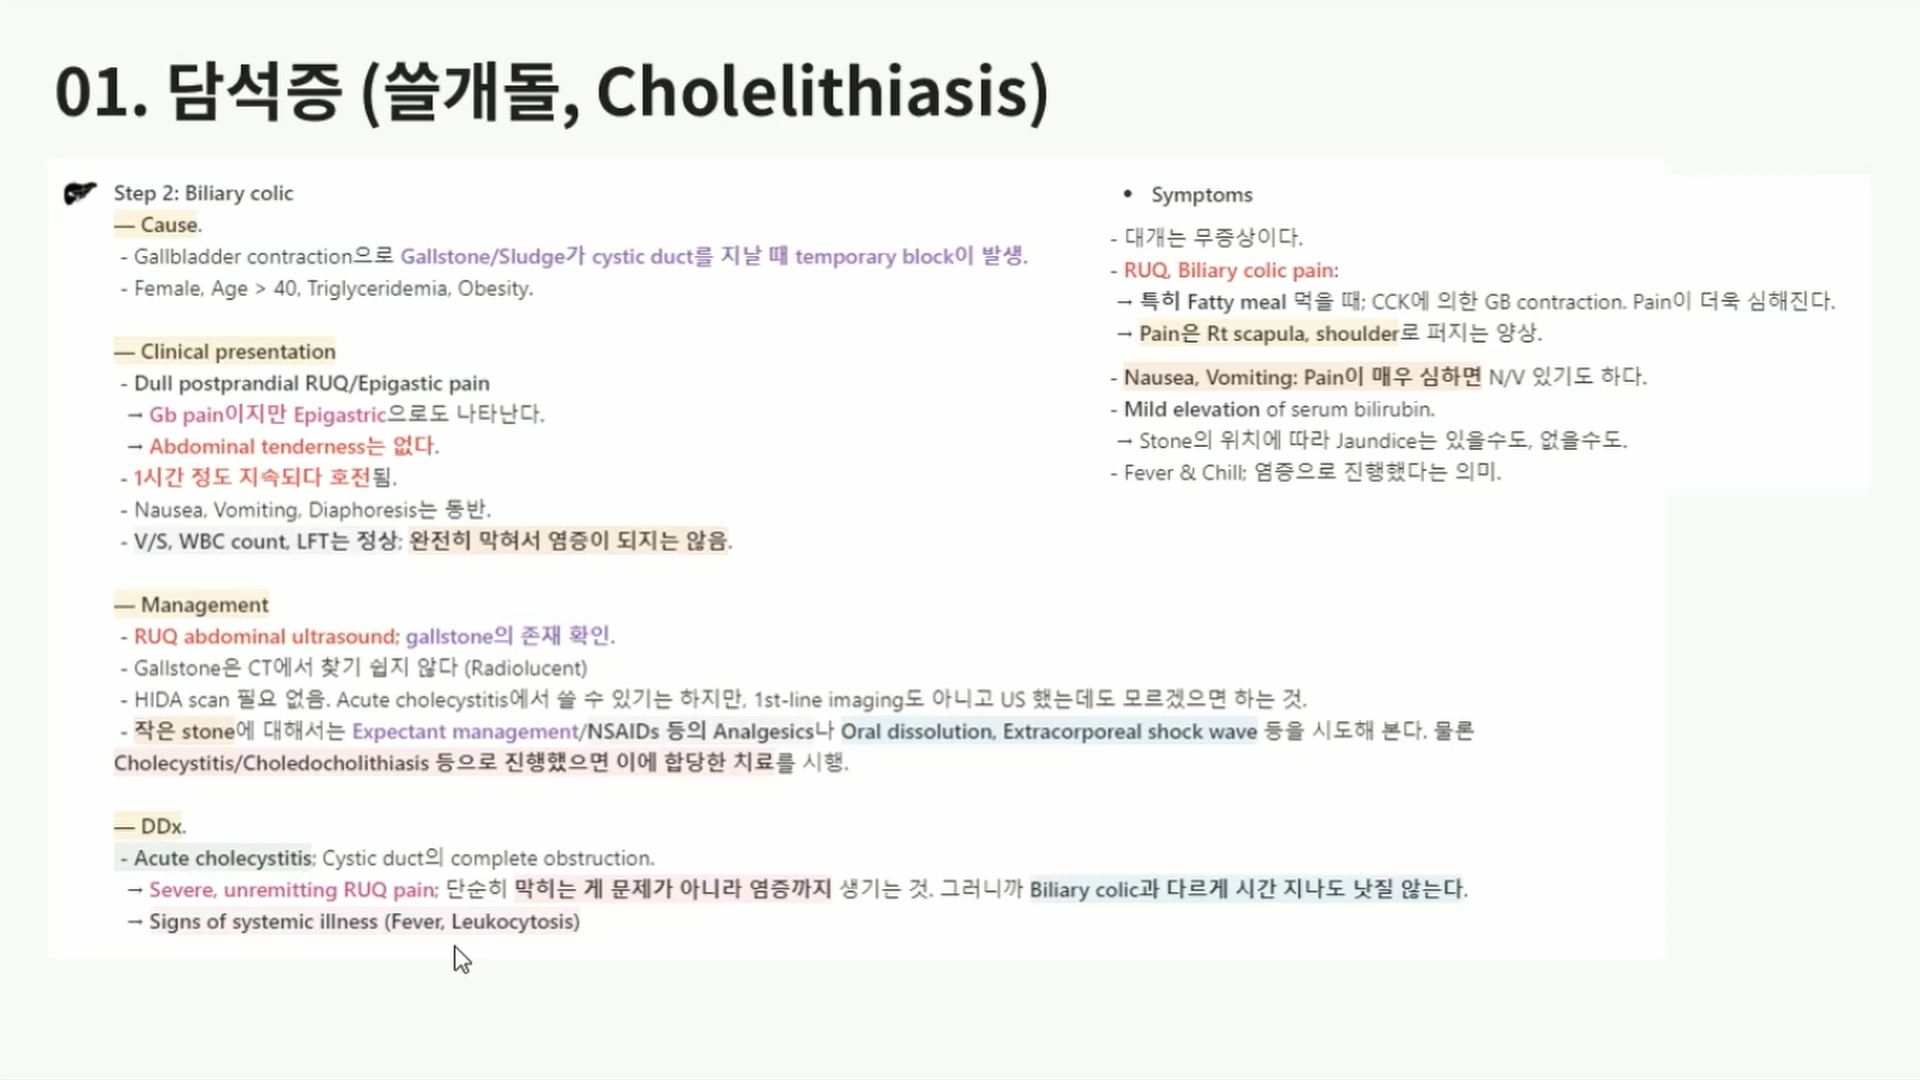 01. 담석증 (쓸개돌, Cholelithiasis)
Step 2: Biliary colic
— Cause.
- Gallbladder contraction으로 Gallstone/Sludge가 cystic duct를 지날 때 temporary block이 발생.
- Female, Age > 40, Triglyceridemia, Obesity.
— Clinical presentation
- Dull postprandial RUQ/Epigastic pain
→ Gb pain이지만 Epigastric으로도 나타난다.
→ Abdominal tenderness는 없다.
- 1시간 정도 지속되다 호전됨.
- Nausea, Vomiting, Diaphoresis는 동반.
- V/S, WBC count, LFT는 정상; 완전히 막혀서 염증이 되지는 않음.
— Management
- RUQ abdominal ultrasound; gallstone의 존재 확인.
- Gallstone은 CT에서 찾기 쉽지 않다 (Radiolucent)
- HIDA scan 필요 없음. Acute cholecystitis에서 쓸 수 있기는 하지만, 1st-line imaging도 아니고 US 했는데도 모르겠으면 하는 것.
- 작은 stone에 대해서는 Expectant management/NSAIDs 등의 Analgesics나 Oral dissolution, Extracorporeal shock wave 등을 시도해 본다. 물론
Cholecystitis/Choledocholithiasis 등으로 진행했으면 이에 합당한 치료를 시행.
— DDx.
- Acute cholecystitis; Cystic duct의 complete obstruction.
→ Severe, unremitting RUQ pain; 단순히 막히는 게 문제가 아니라 염증까지 생기는 것. 그러니까 Biliary colic과 다르게 시간 지나도 낫질 않는다.
→ Signs of systemic illness (Fever, Leukocytosis)
• Symptoms
- 대개는 무증상이다.
- RUQ, Biliary colic pain:
→ 특히 Fatty meal 먹을 때; CCK에 의한 GB contraction. Pain이 더욱 심해진다.
→ Pain은 Rt scapula, shoulder로 퍼지는 양상.
- Nausea, Vomiting: Pain이 매우 심하면 N/V 있기도 하다.
- Mild elevation of serum bilirubin.
→ Stone의 위치에 따라 Jaundice는 있을수도, 없을수도.
- Fever & Chill; 염증으로 진행했다는 의미.